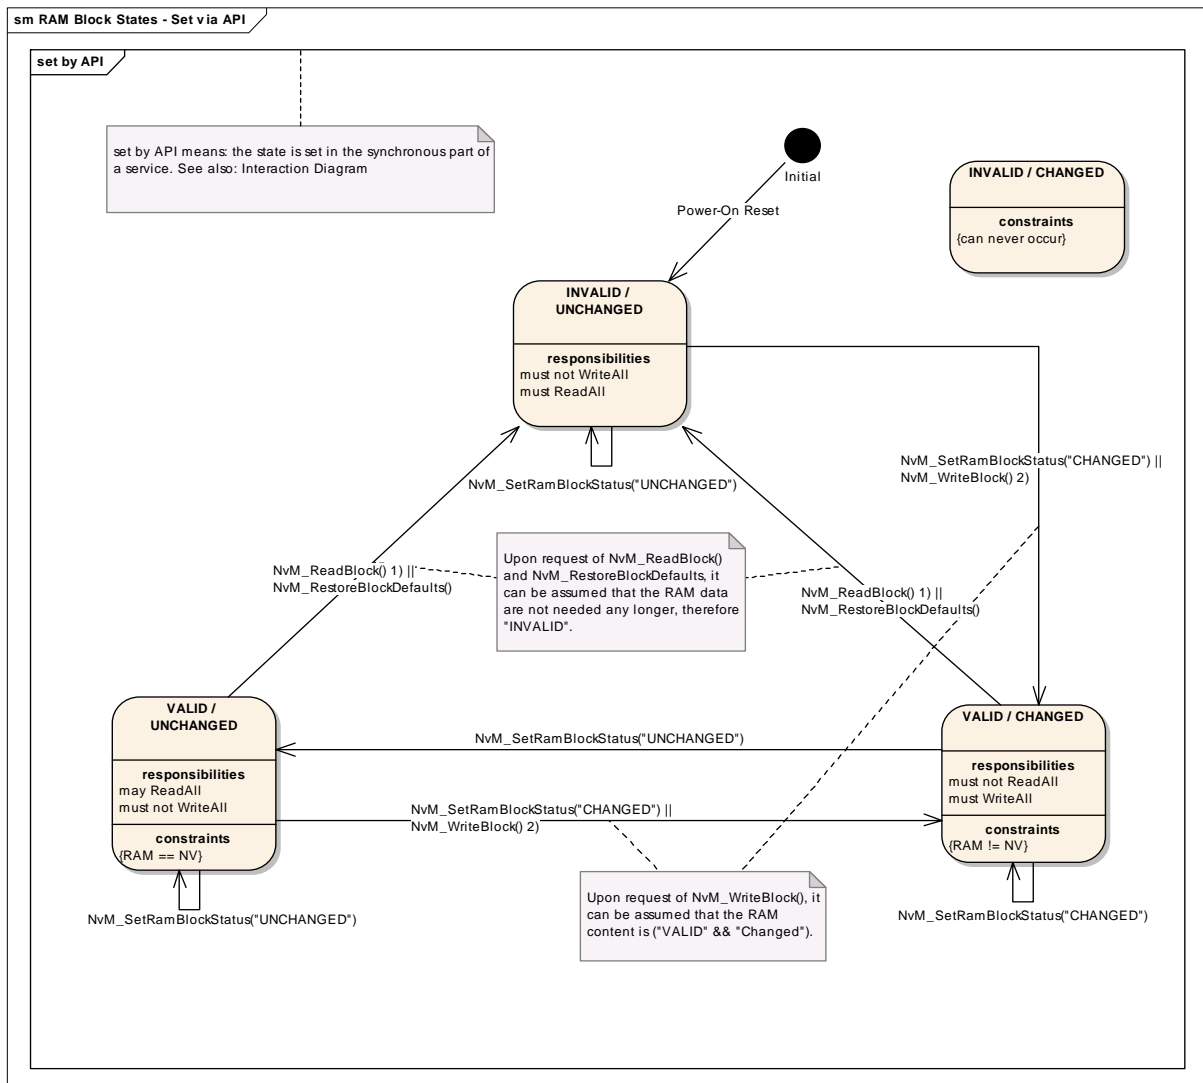 sm RAM Block States - Set via API
set by API
set by API means: the state is set in the synchronous part of
a service. See also: Interaction Diagram
Initial
Power-On Reset
INVALID / CHANGED
constraints
{can never occur}
INVALID /
UNCHANGED
responsibilities
must not WriteAll
must ReadAll
NvM_SetRamBlockStatus("UNCHANGED")
NvM_SetRamBlockStatus("CHANGED") ||
NvM_WriteBlock() 2)
NvM_ReadBlock() 1) ||
NvM_RestoreBlockDefaults()
Upon request of NvM_ReadBlock()
and NvM_RestoreBlockDefaults, it
can be assumed that the RAM data
are not needed any longer, therefore
"INVALID".
NvM_ReadBlock() 1) ||
NvM_RestoreBlockDefaults()
VALID /
UNCHANGED
responsibilities
may ReadAll
must not WriteAll
constraints
{RAM == NV}
NvM_SetRamBlockStatus("UNCHANGED")
NvM_SetRamBlockStatus("UNCHANGED")
NvM_SetRamBlockStatus("CHANGED") ||
NvM_WriteBlock() 2)
VALID / CHANGED
responsibilities
must not ReadAll
must WriteAll
constraints
{RAM != NV}
NvM_SetRamBlockStatus("CHANGED")
Upon request of NvM_WriteBlock(), it
can be assumed that the RAM
content is ("VALID" && "Changed").